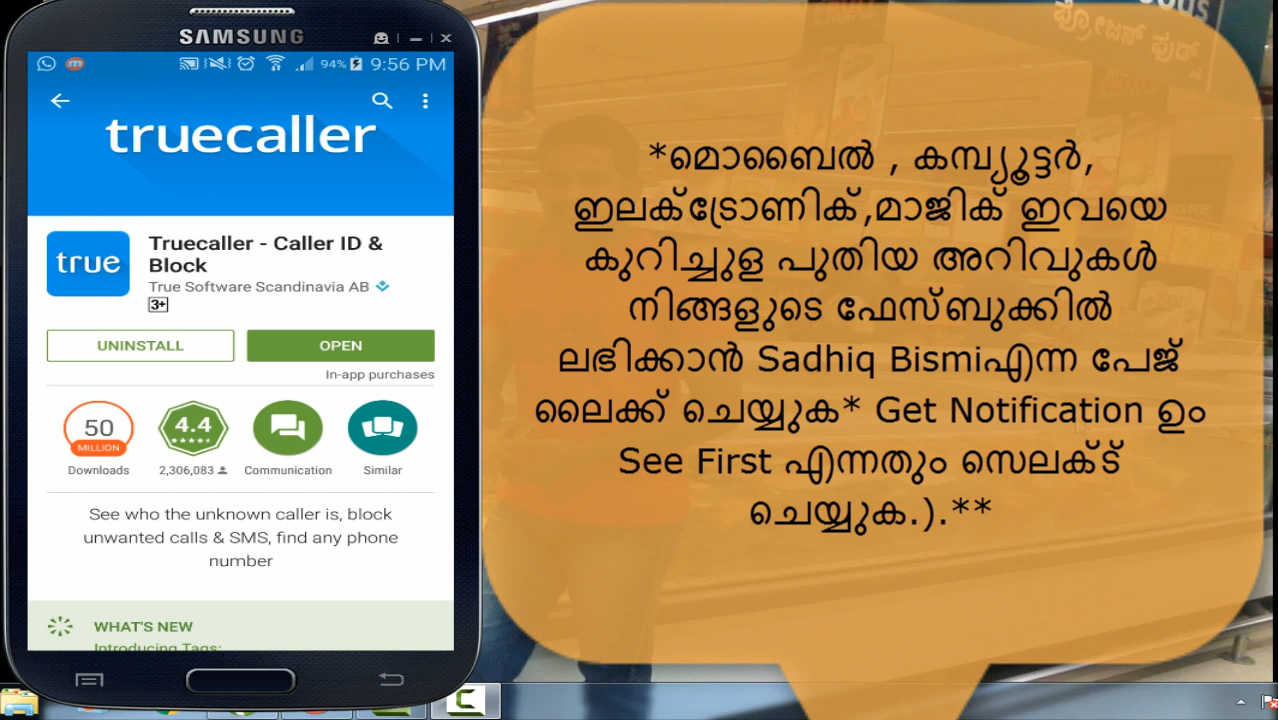 SAMSUNG
94% 9:56 PM
truecaller
true
Truecaller - Caller ID &
Block
True Software Scandinavia AB
3+
UNINSTALL
OPEN
In-app purchases
50
MILLION
4.4
Downloads
2,306,083
Communication
Similar
See who the unknown caller is, block
unwanted calls & SMS, find any phone
number
WHAT'S NEW
Introducing Tags:
*മൊബൈൽ , കമ്പ്യൂട്ടർ,
ഇലക്ട്രോണിക്,മാജിക് ഇവയെ
കുറിച്ചുള പുതിയ അറിവുകൾ
നിങ്ങളുടെ ഫേസ്ബുക്കിൽ
ലഭിക്കാൻ Sadhiq Bismiഎന്ന പേജ്
ലൈക്ക് ചെയ്യുക* Get Notification ഉം
See First എന്നതും സെലക്ട്
ചെയ്യുക.).**